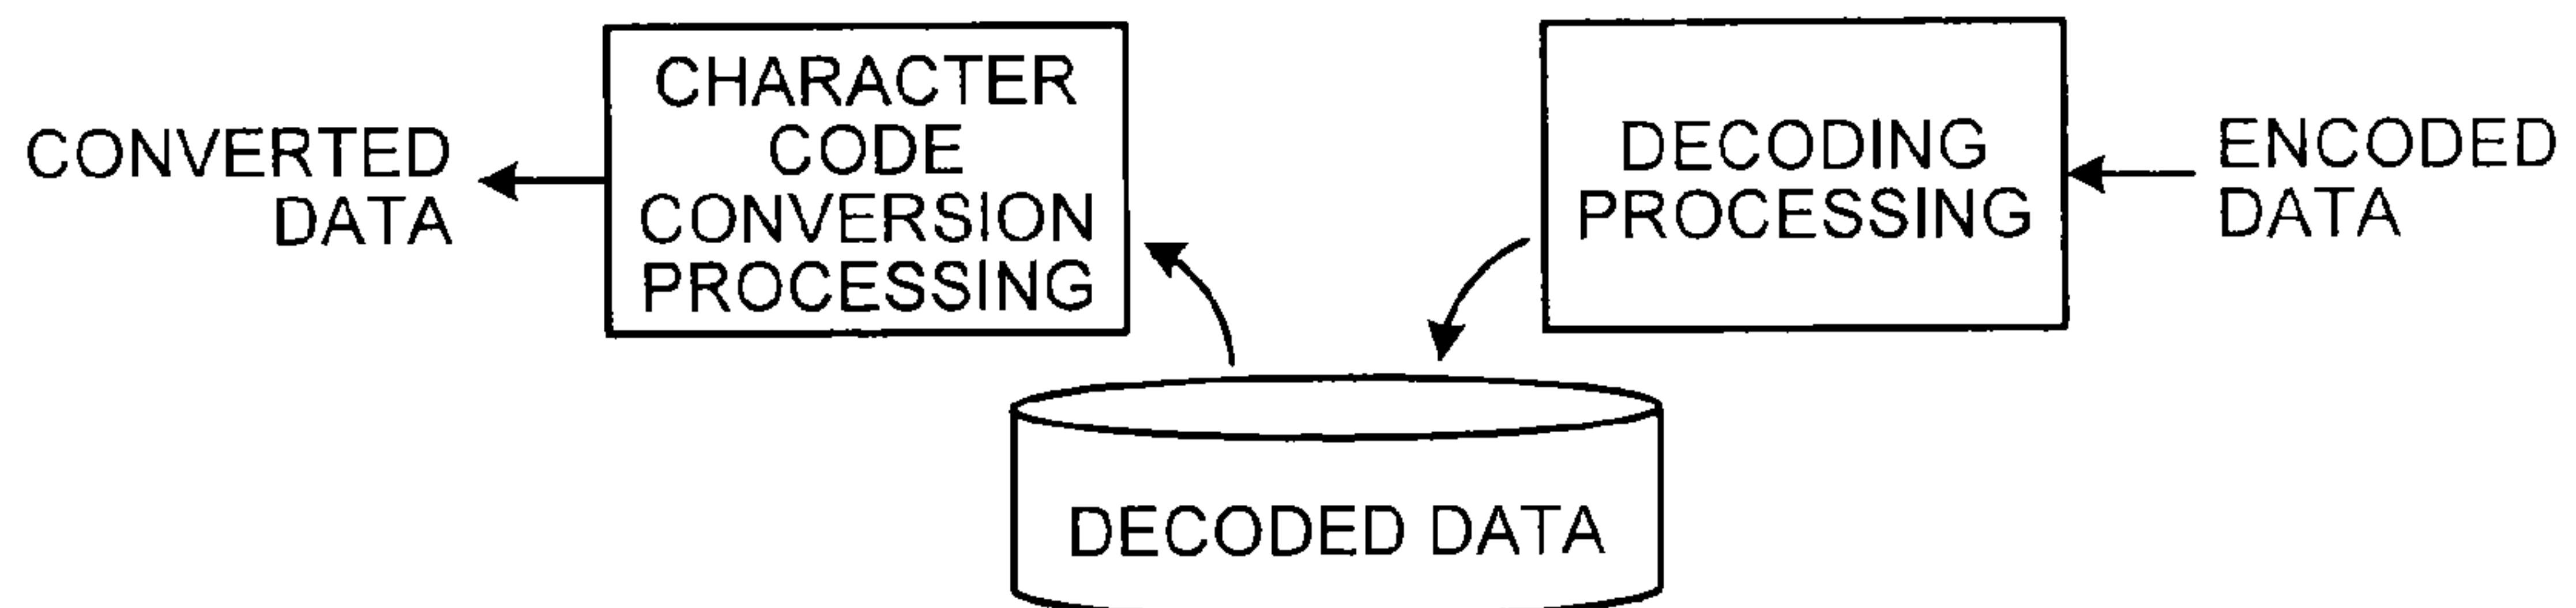 CONVERTED
DATA
CHARACTER
CODE
CONVERSION
PROCESSING
DECODING
PROCESSING
ENCODED
DATA
DECODED DATA